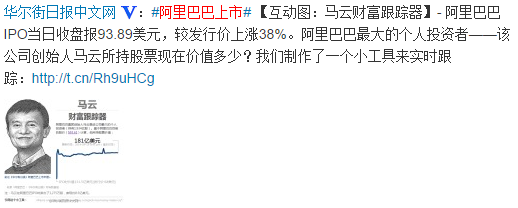 华尔街日报中文网 V：#阿里巴巴上市# 【互动图：马云财富跟踪器】- 阿里巴巴
IPO当日收盘报93.89美元，较发行价上涨38%。阿里巴巴最大的个人投资者——该
公司创始人马云所持股票现在价值多少？我们制作了一个小工具来实时跟
踪：http://t.cn/Rh9uHCg
马云
财富跟踪器
181亿美元